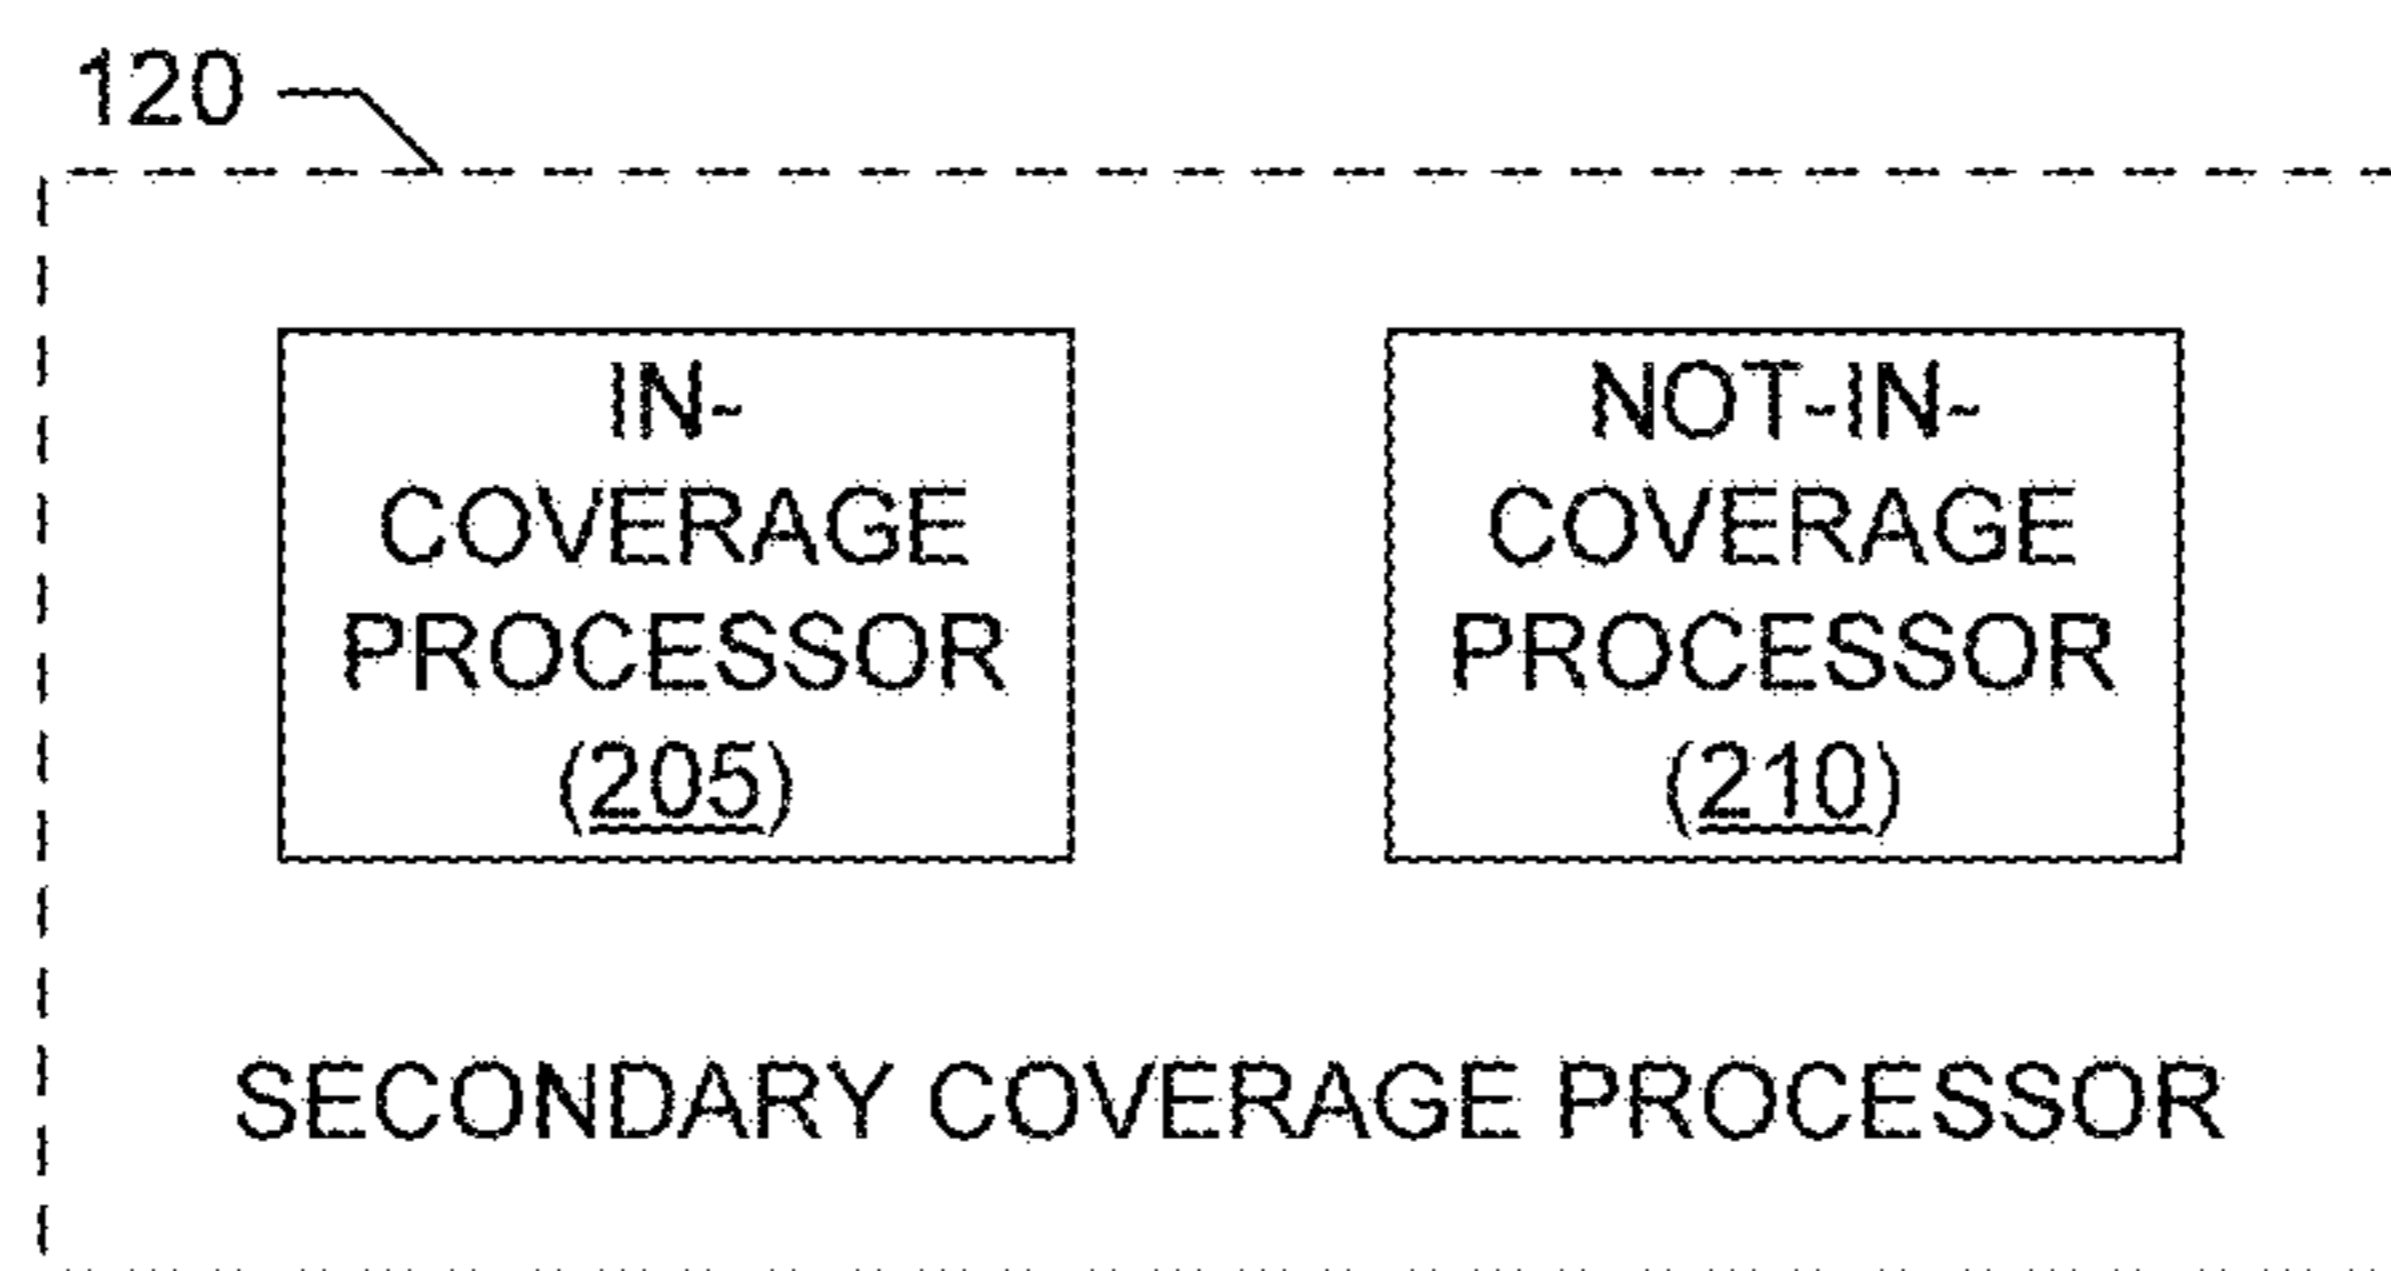 120
IN-
COVERAGE
PROCESSOR
(205)
NOT-IN-
COVERAGE
PROCESSOR
(210)
SECONDARY COVERAGE PROCESSOR